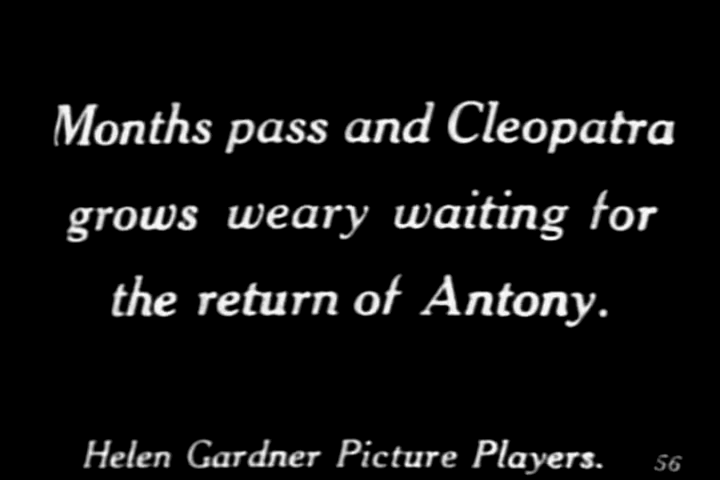 Months pass and Cleopatra
grows weary waiting for
the return of Antony.
Helen Gardner Picture Players. 56